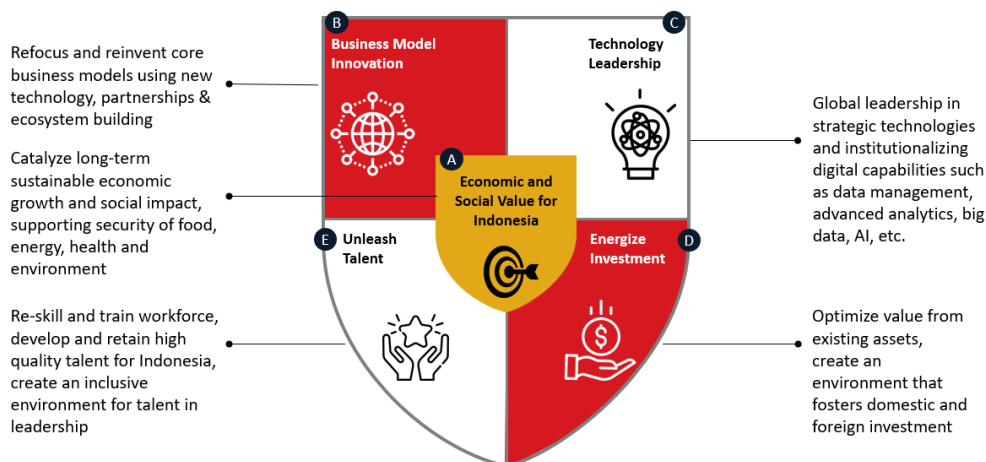 B
Business Model
Innovation
C
Technology
Leadership
Refocus and reinvent core
business models using new
technology, partnerships &
ecosystem building
Global leadership in
strategic technologies
and institutionalizing
digital capabilities such
as data management,
advanced analytics, big
data, AI, etc.
Catalyze long-term
sustainable economic
growth and social impact,
supporting security of food,
energy, health and
environment
A
Economic and
Social Value for
Indonesia
E
Unleash
Talent
D
Energize
Investment
$
Re-skill and train workforce,
develop and retain high
quality talent for Indonesia,
create an inclusive
environment for talent in
leadership
Optimize value from
existing assets,
create an
environment that
fosters domestic and
foreign investment